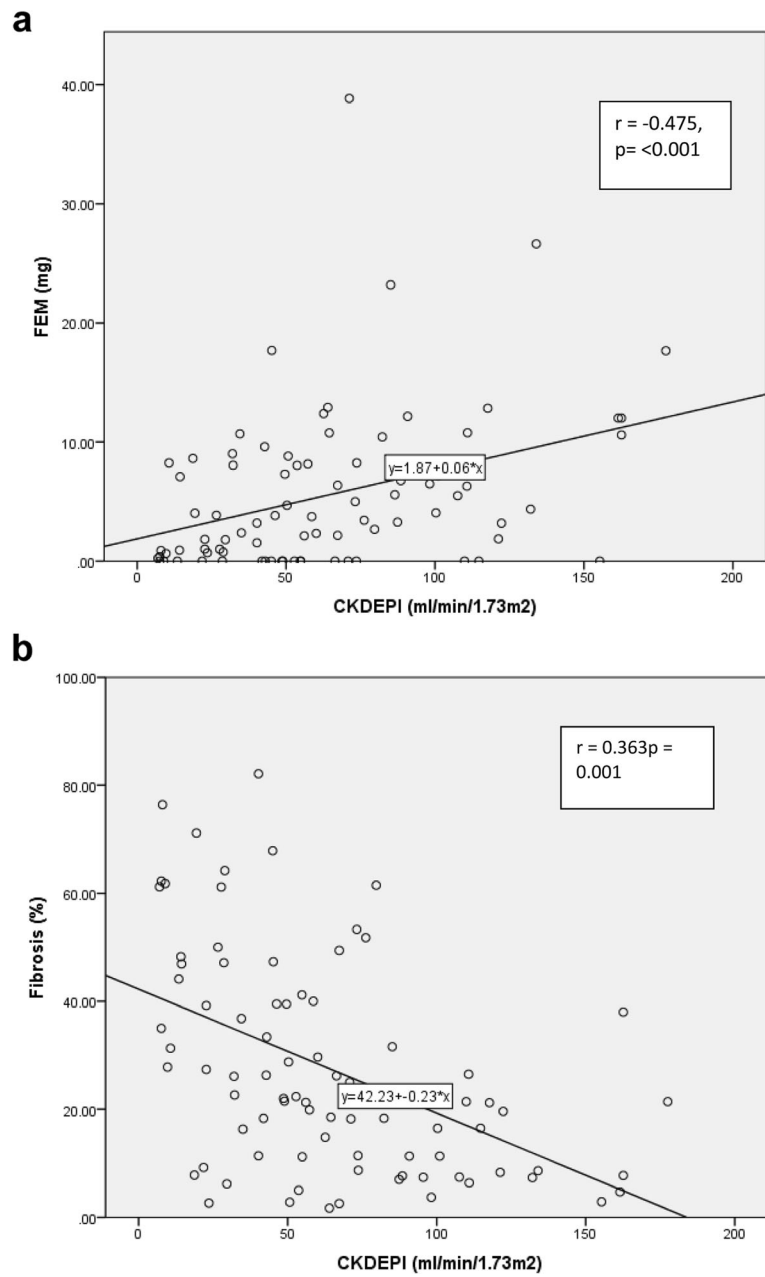 a
40.00
30.00
20.00
10.00
.00
FEM (mg)
r = -0.475,
p= <0.001
y=1.87+0.06*x
0 50 100 150 200
CKDEPI (ml/min/1.73m2)
b
100.00
80.00
60.00
40.00
20.00
.00
Fibrosis (%)
r = 0.363p =
0.001
y=42.23+-0.23*x
0 50 100 150 200
CKDEPI (ml/min/1.73m2)